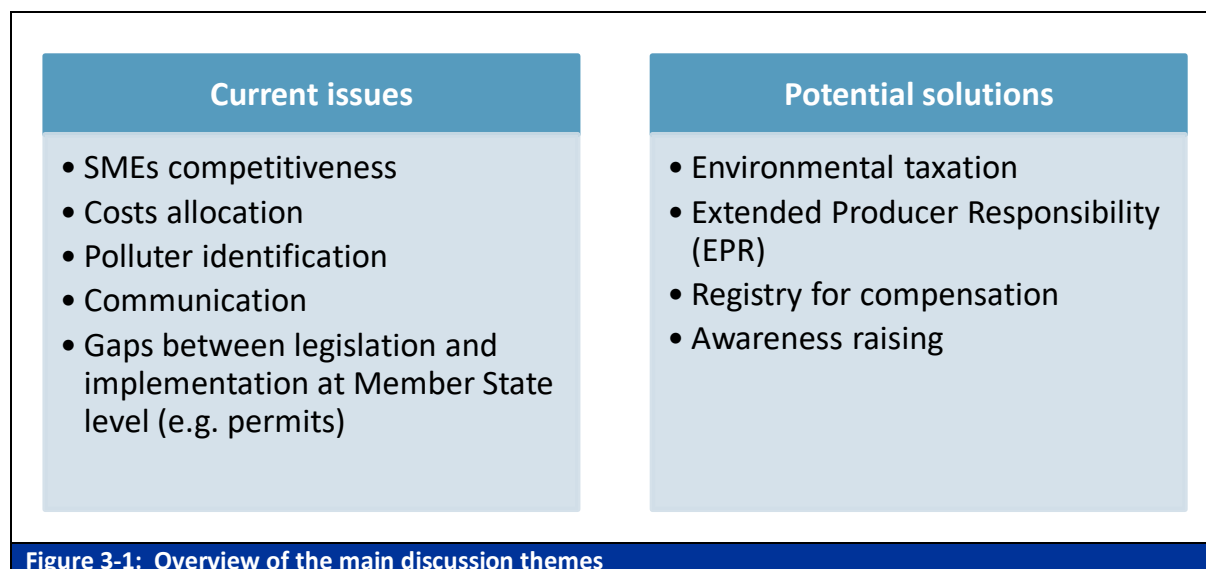 Current issues
• SMEs competitiveness
• Costs allocation
• Polluter identification
• Communication
• Gaps between legislation and
implementation at Member State
level (e.g. permits)
Potential solutions
• Environmental taxation
• Extended Producer Responsibility
(EPR)
• Registry for compensation
• Awareness raising
Figure 3-1: Overview of the main discussion themes